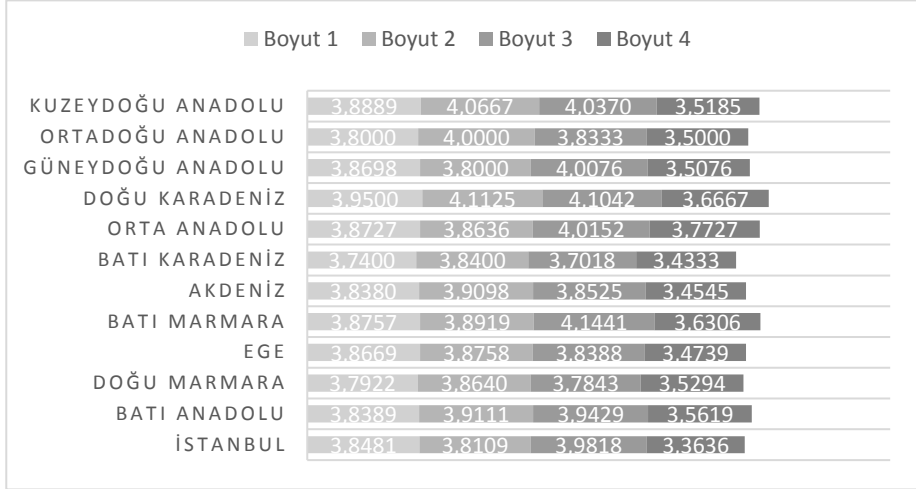 Boyut 1 Boyut 2 Boyut 3 Boyut 4
KUZEYDOĞU ANADOLU 3,8889 4,0667 4,0370 3,5185
ORTADOĞU ANADOLU 3,8000 4,0000 3,8333 3,5000
GÜNEYDOĞU ANADOLU 3,8698 3,8000 4,0076 3,5076
DOĞU KARADENİZ 3,9500 4,1125 4,1042 3,6667
ORTA ANADOLU 3,8727 3,8636 4,0152 3,7727
BATI KARADENİZ 3,7400 3,8400 3,7018 3,4333
AKDENİZ 3,8380 3,9098 3,8525 3,4545
BATI MARMARA 3,8757 3,8919 4,1441 3,6306
EGE 3,8669 3,8758 3,8388 3,4739
DOĞU MARMARA 3,7922 3,8640 3,7843 3,5294
BATI ANADOLU 3,8389 3,9111 3,9429 3,5619
İSTANBUL 3,8481 3,8109 3,9818 3,3636